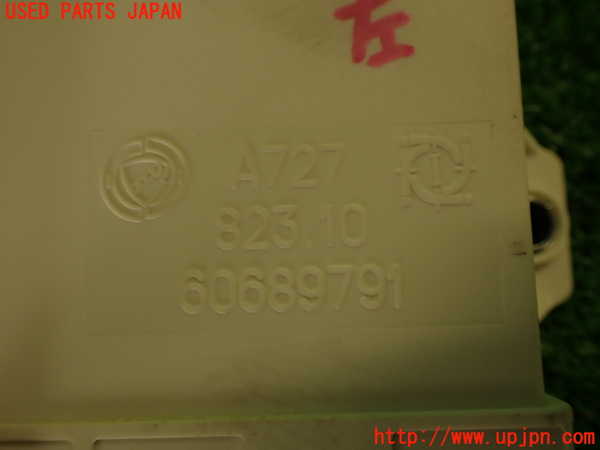 USED PARTS JAPAN
左
A727
823.10
60689791
http://www.upjpn.com/